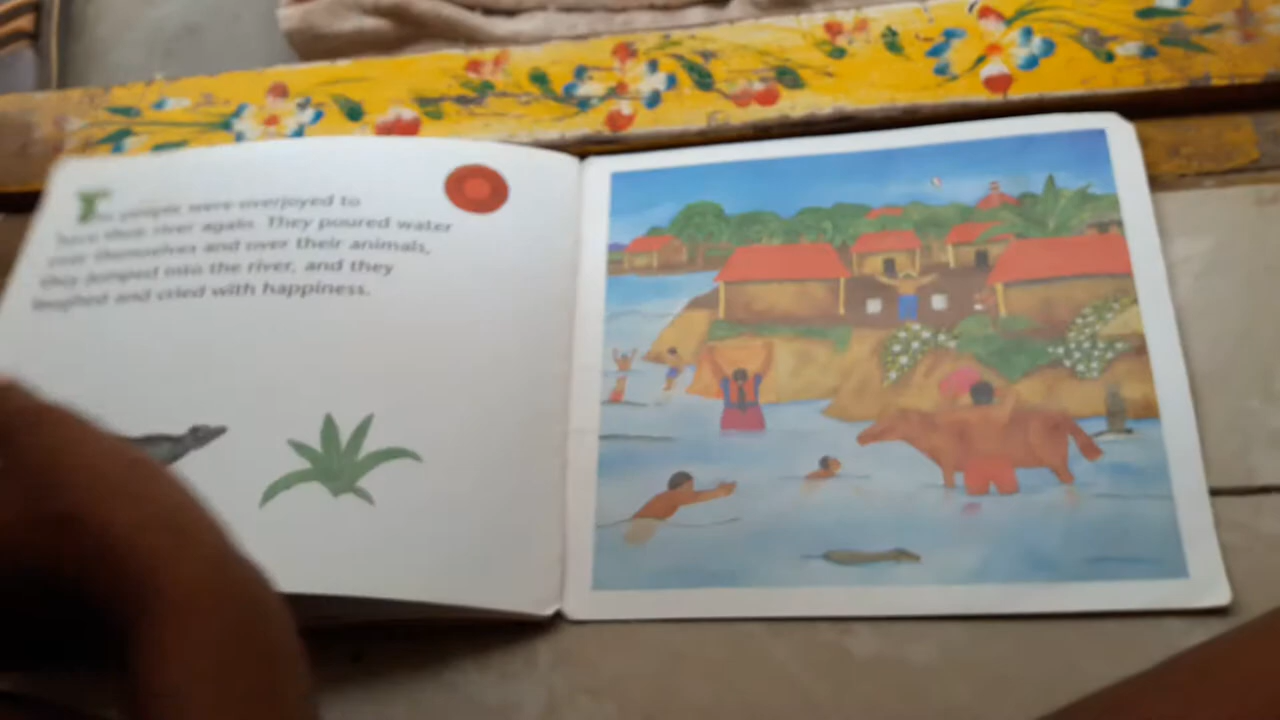 people were overjoyed to
have their river again. They poured water
over themselves and over their animals,
they jumped into the river, and they
laughed and cried with happiness.